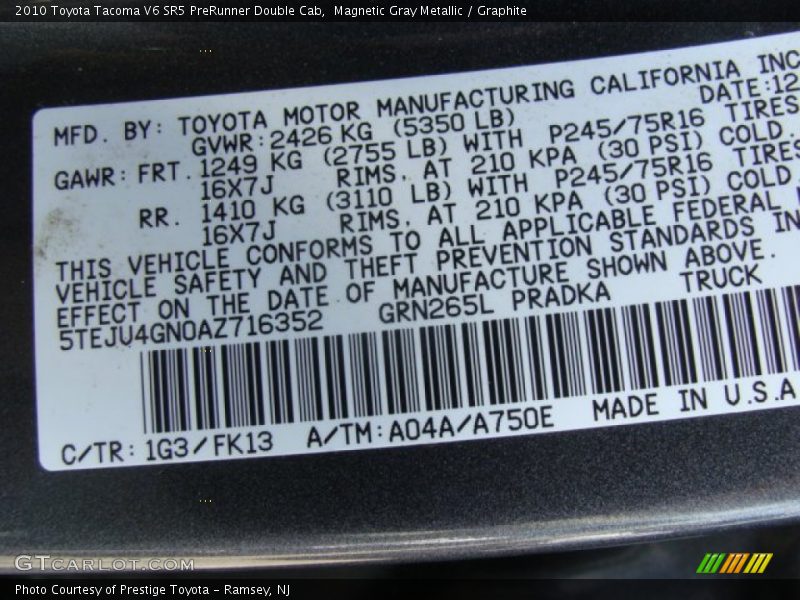 2010 Toyota Tacoma V6 SR5 PreRunner Double Cab, Magnetic Gray Metallic / Graphite
MFD. BY: TOYOTA MOTOR MANUFACTURING CALIFORNIA INC
GVWR: 2426 KG (5350 LB) DATE: 12
GAWR: FRT. 1249 KG (2755 LB) WITH P245/75R16 TIRES
16X7J RIMS, AT 210 KPA (30 PSI) COLD.
RR. 1410 KG (3110 LB) WITH P245/75R16 TIRES
16X7J RIMS, AT 210 KPA (30 PSI) COLD
THIS VEHICLE CONFORMS TO ALL APPLICABLE FEDERAL
VEHICLE SAFETY AND THEFT PREVENTION STANDARDS IN
EFFECT ON THE DATE OF MANUFACTURE SHOWN ABOVE.
5TEJU4GN0AZ716352 GRN265L PRADKA TRUCK
C/TR: 1G3/FK13 A/TM: A04A/A750E MADE IN U.S.A
GTCARLOT.COM
Photo Courtesy of Prestige Toyota - Ramsey, NJ